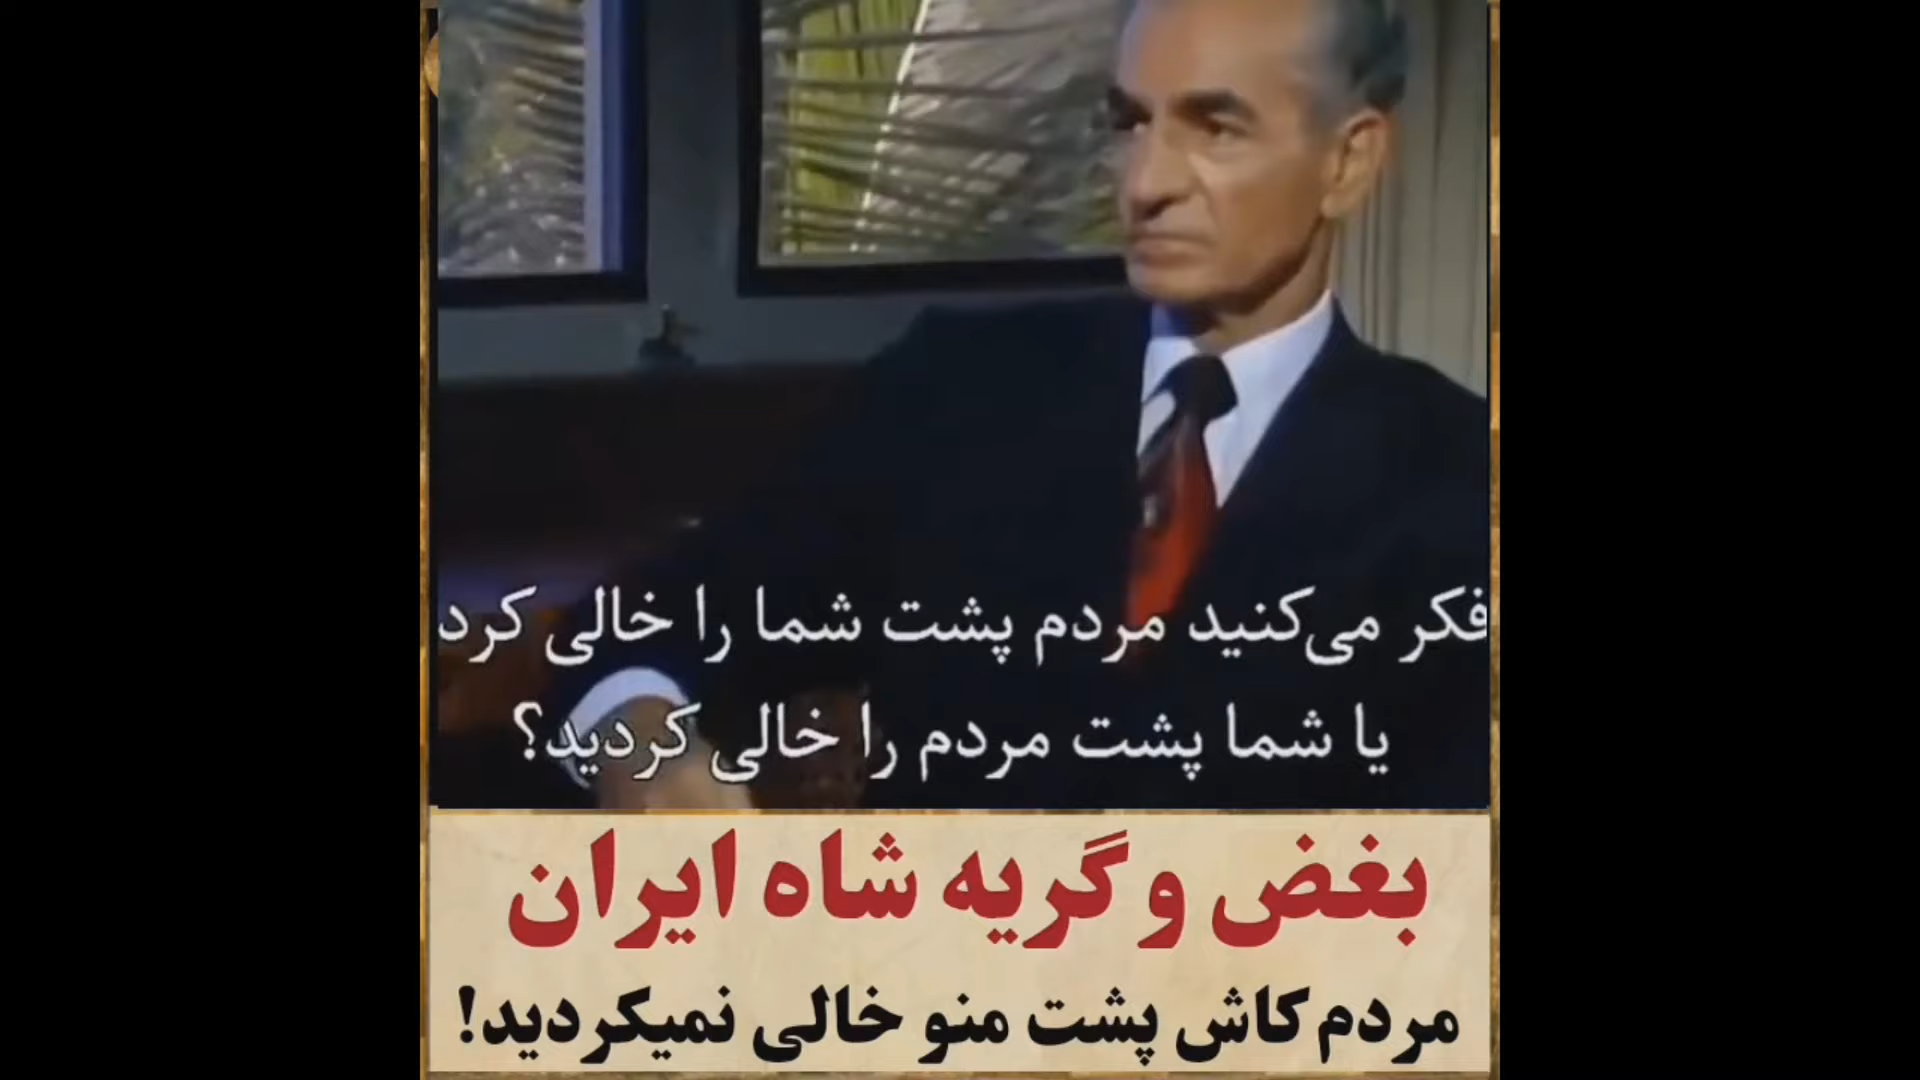 فکر می‌کنید مردم پشت شما را خالی کرد
یا شما پشت مردم را خالی کردید؟
بغض و گریه شاه ایران
مردم کاش پشت منو خالی نمیکردید!